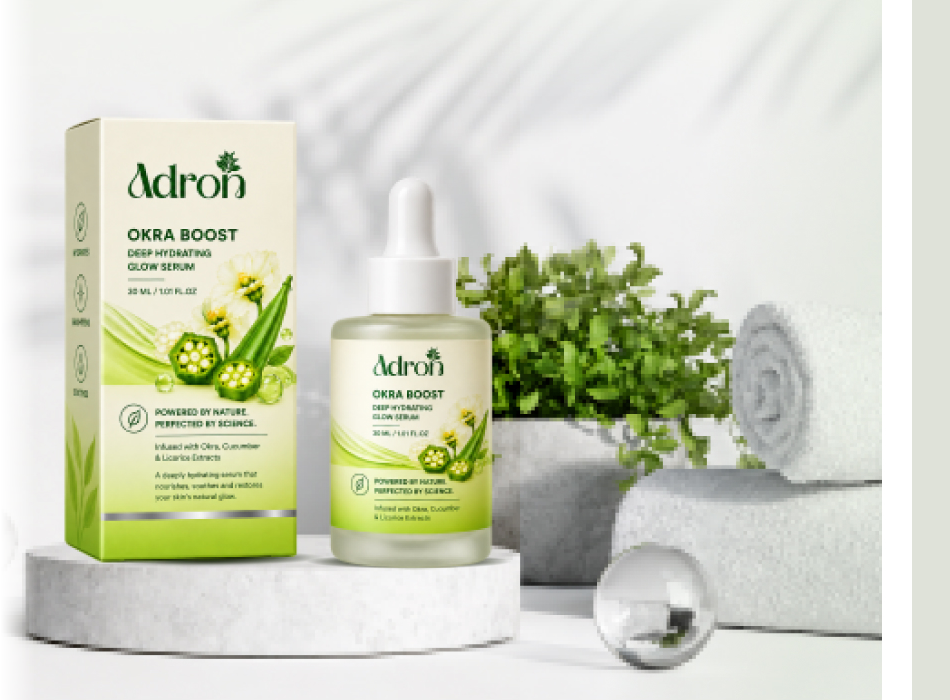 Adron
OKRA BOOST
DEEP HYDRATING
GLOW SERUM
30 ML / 1.01 FL.OZ
POWERED BY NATURE.
PERFECTED BY SCIENCE.
Infused with Okra, Cucumber
& Licorice Extracts
A deeply hydrating serum that
nourishes, soothes and restores
your skin's natural glow.
Adron
OKRA BOOST
DEEP HYDRATING
GLOW SERUM
30 ML / 1.01 FL.OZ
POWERED BY NATURE.
PERFECTED BY SCIENCE.
Infused with Okra, Cucumber
& Licorice Extracts